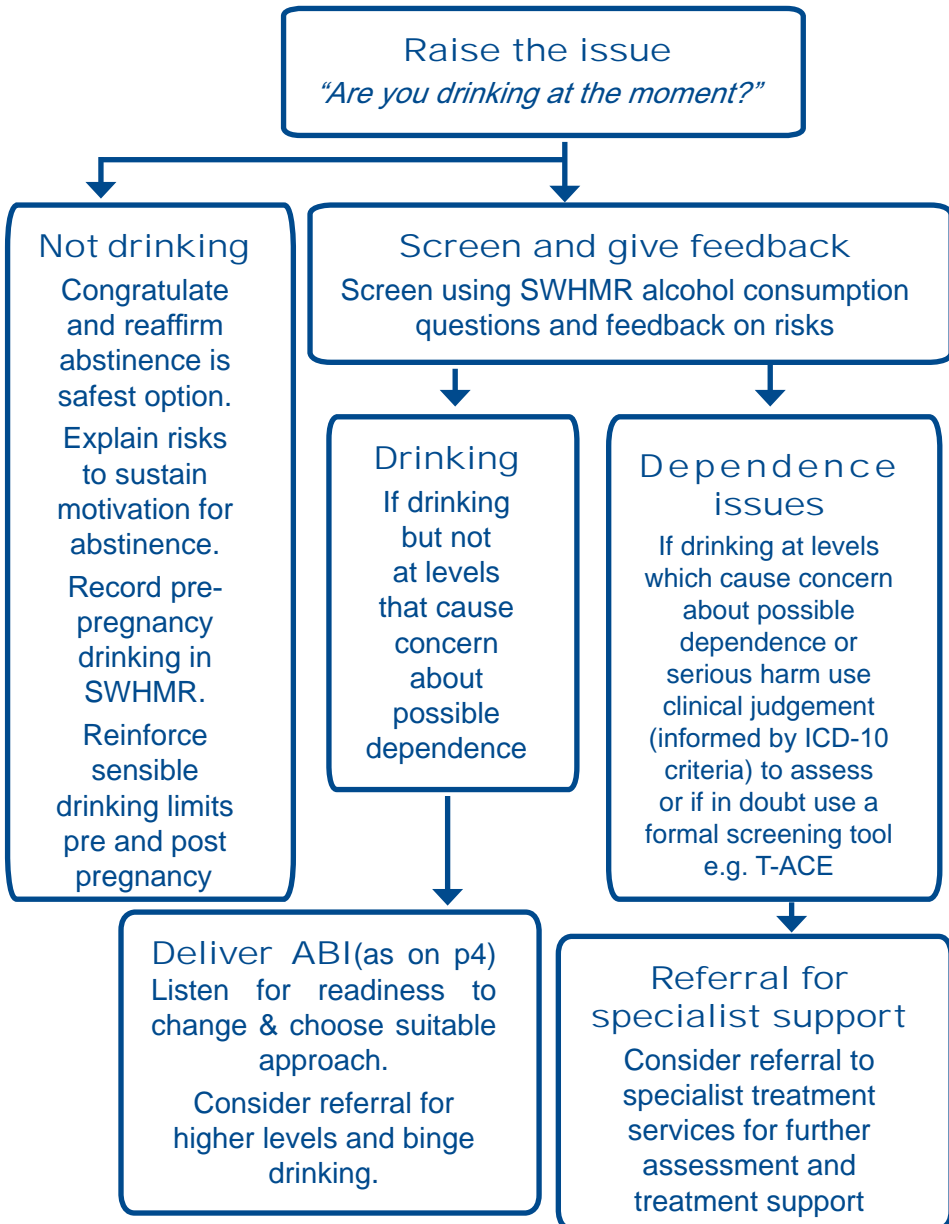 Raise the issue
“Are you drinking at the moment?”
Not drinking
Congratulate
and reaffirm
abstinence is
safest option.
Explain risks
to sustain
motivation for
abstinence.
Record pre-
pregnancy
drinking in
SWHMR.
Reinforce
sensible
drinking limits
pre and post
pregnancy
Screen and give feedback
Screen using SWHMR alcohol consumption
questions and feedback on risks
Drinking
If drinking
but not
at levels
that cause
concern
about
possible
dependence
Dependence
issues
If drinking at levels
which cause concern
about possible
dependence or
serious harm use
clinical judgement
(informed by ICD-10
criteria) to assess
or if in doubt use a
formal screening tool
e.g. T-ACE
Deliver ABI(as on p4)
Listen for readiness to
change & choose suitable
approach.
Consider referral for
higher levels and binge
drinking.
Referral for
specialist support
Consider referral to
specialist treatment
services for further
assessment and
treatment support